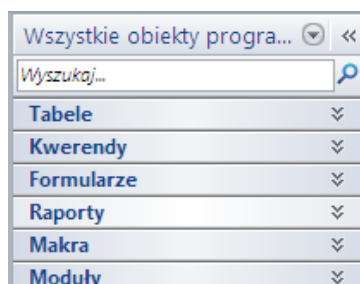 Wszystkie obiekty progra...
Wyszukaj...
Tabele
Kwerendy
Formularze
Raporty
Makra
Moduły